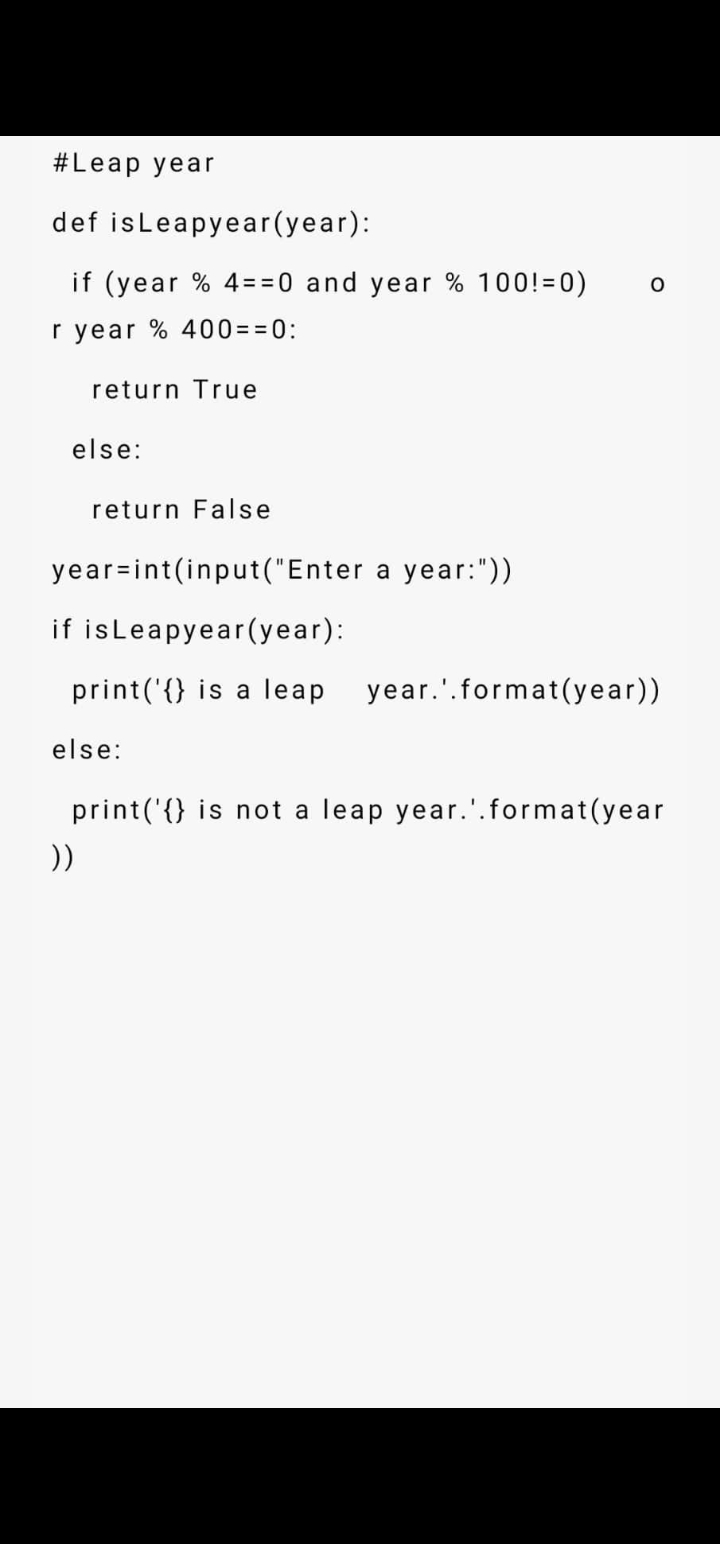 #Leap year
def isLeapyear(year):
  if (year % 4==0 and year % 100!=0)    o
r year % 400==0:
    return True
  else:
    return False
year=int(input("Enter a year:"))
if isLeapyear(year):
  print('{} is a leap   year.'.format(year))
else:
  print('{} is not a leap year.'.format(year
))